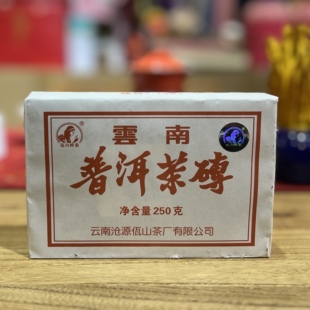 雲南
普洱茶磚
净含量250克
云南沧源佤山茶厂有限公司